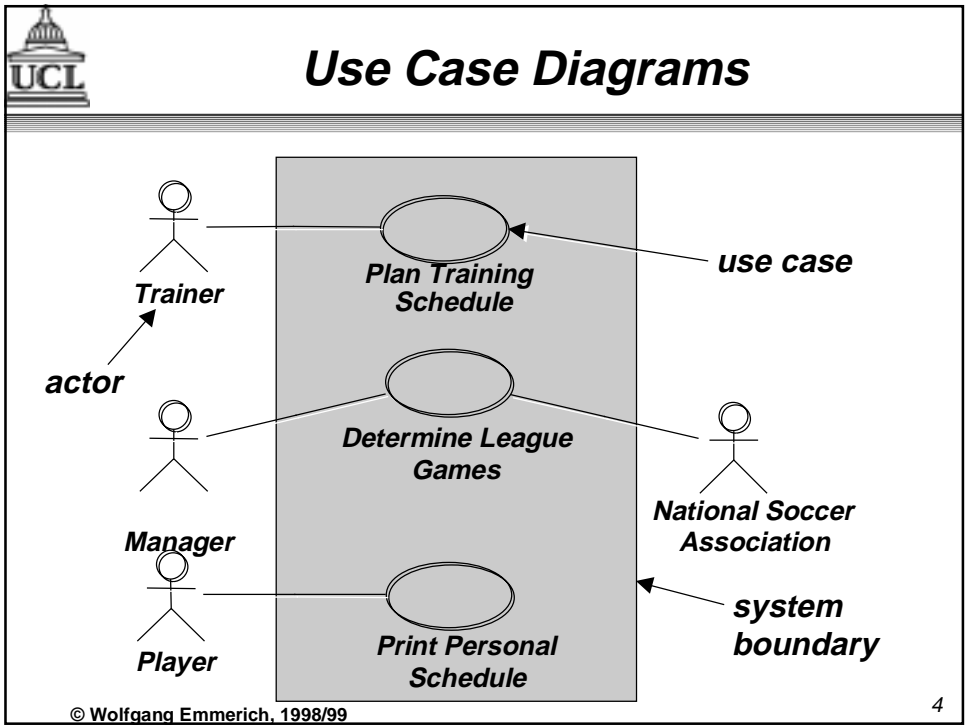 UCL
Use Case Diagrams
Trainer
Plan Training
Schedule
use case
actor
Determine League
Games
Manager
National Soccer
Association
Player
Print Personal
Schedule
system
boundary
© Wolfgang Emmerich, 1998/99
4